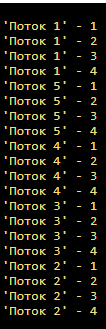 'Поток 1' - 1
'Поток 1' - 2
'Поток 1' - 3
'Поток 1' - 4
'Поток 5' - 1
'Поток 5' - 2
'Поток 5' - 3
'Поток 5' - 4
'Поток 4' - 1
'Поток 4' - 2
'Поток 4' - 3
'Поток 4' - 4
'Поток 3' - 1
'Поток 3' - 2
'Поток 3' - 3
'Поток 3' - 4
'Поток 2' - 1
'Поток 2' - 2
'Поток 2' - 3
'Поток 2' - 4